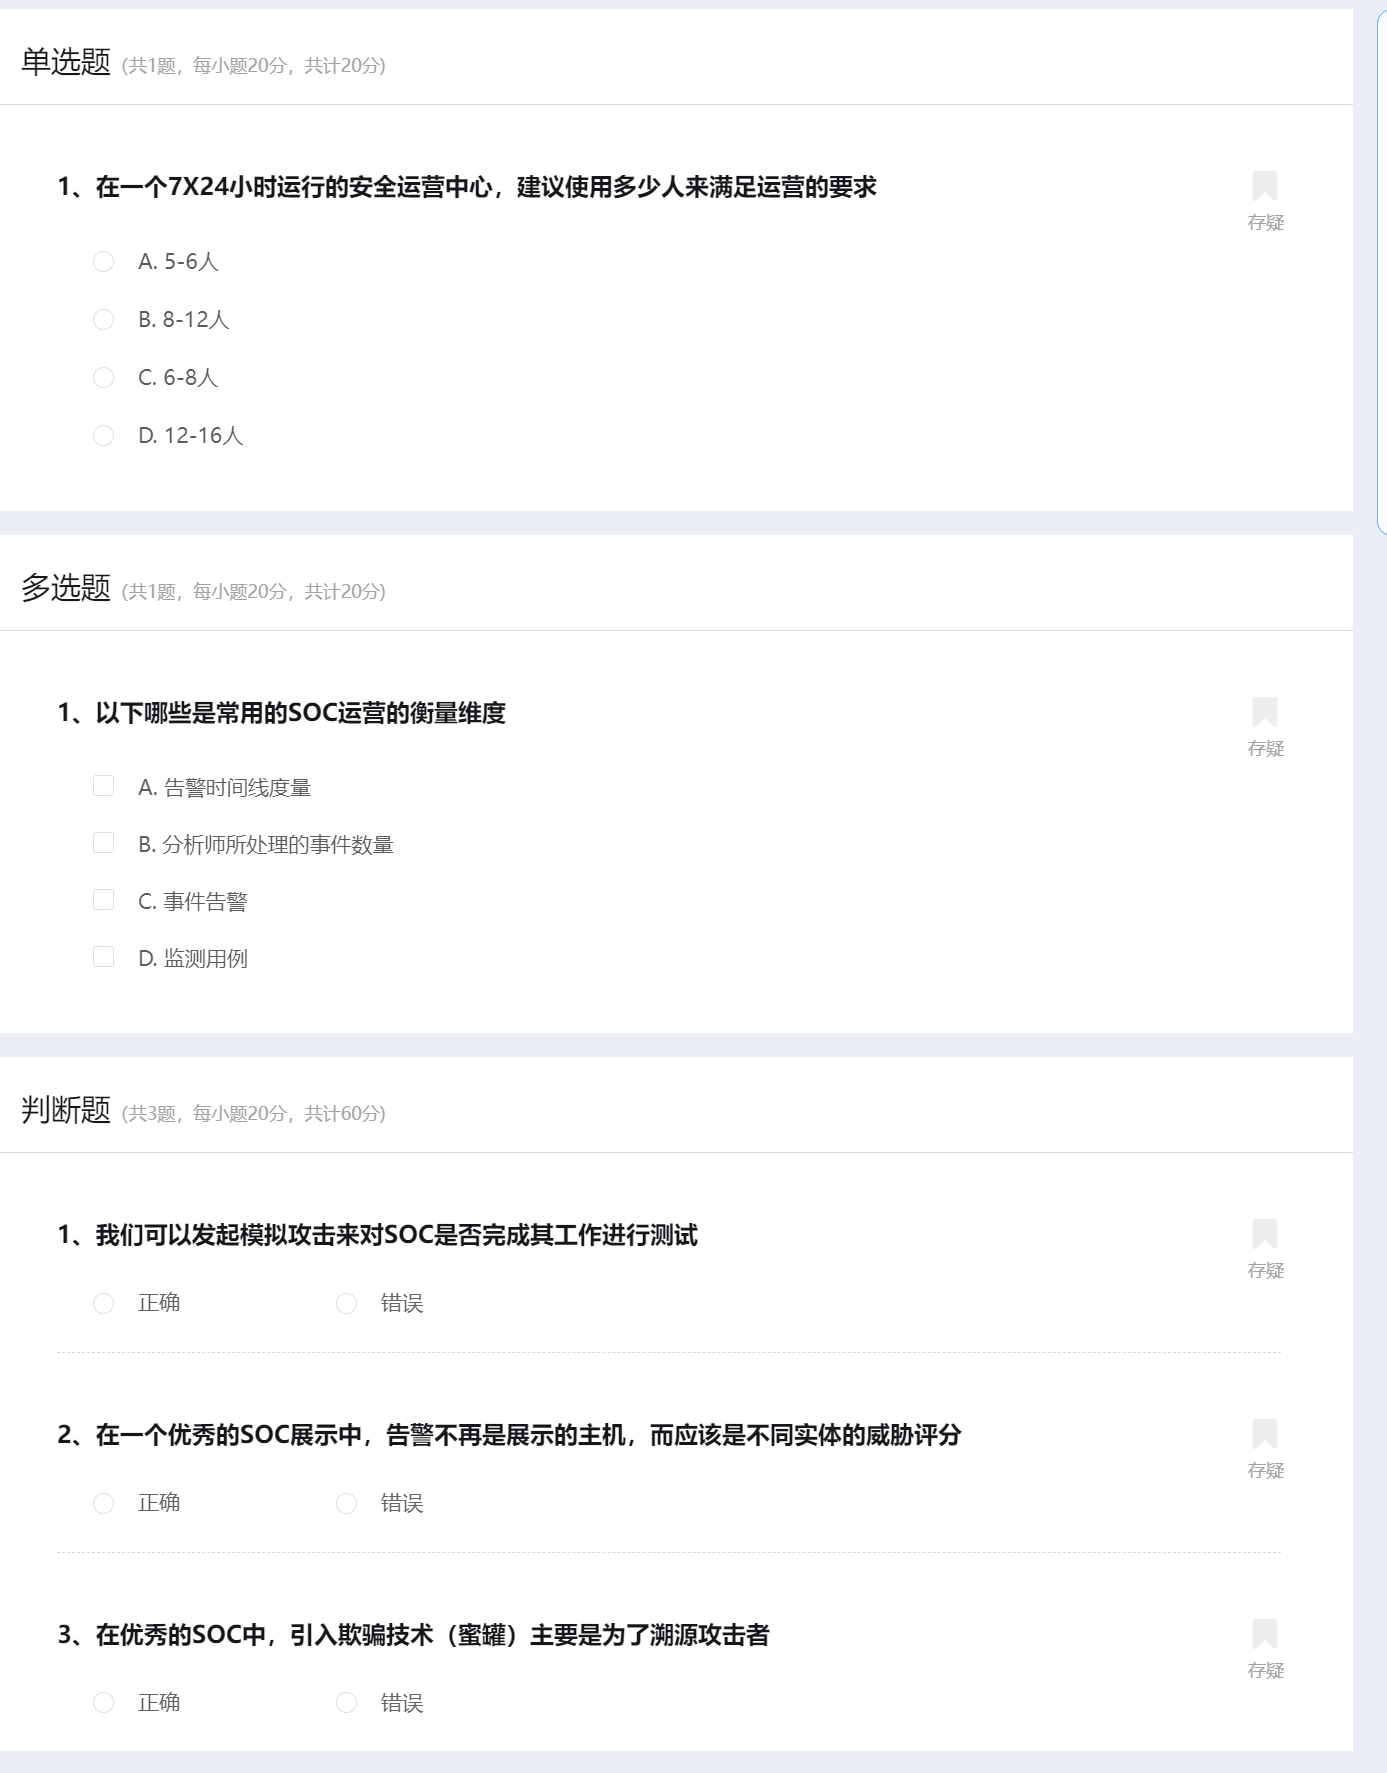 单选题 (共1题，每小题20分，共计20分)
1、在一个7X24小时运行的安全运营中心，建议使用多少人来满足运营的要求
存疑
A. 5-6人
B. 8-12人
C. 6-8人
D. 12-16人
多选题 (共1题，每小题20分，共计20分)
1、以下哪些是常用的SOC运营的衡量维度
存疑
A. 告警时间线度量
B. 分析师所处理的事件数量
C. 事件告警
D. 监测用例
判断题 (共3题，每小题20分，共计60分)
1、我们可以发起模拟攻击来对SOC是否完成其工作进行测试
存疑
正确 错误
2、在一个优秀的SOC展示中，告警不再是展示的主机，而应该是不同实体的威胁评分
存疑
正确 错误
3、在优秀的SOC中，引入欺骗技术（蜜罐）主要是为了溯源攻击者
存疑
正确 错误